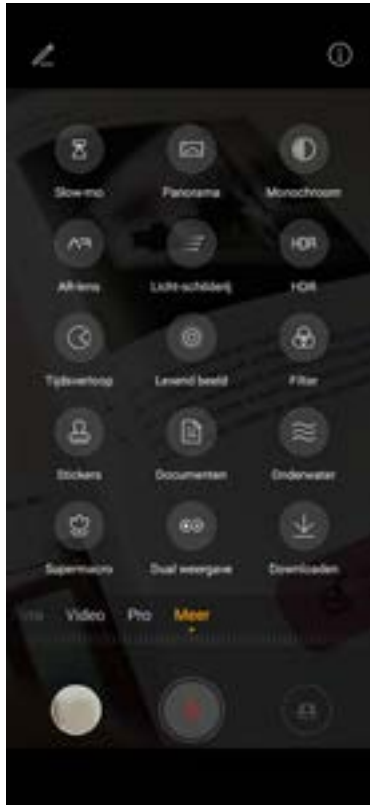 Slow-mo Panorama Monochroom
AR
HDR
AR-lens Licht-schilderij HDR
Tijdsverloop Levend beeld Filter
Stickers Documenten Onderwater
Supermacro Dual weergave Downloaden
Video Pro Meer